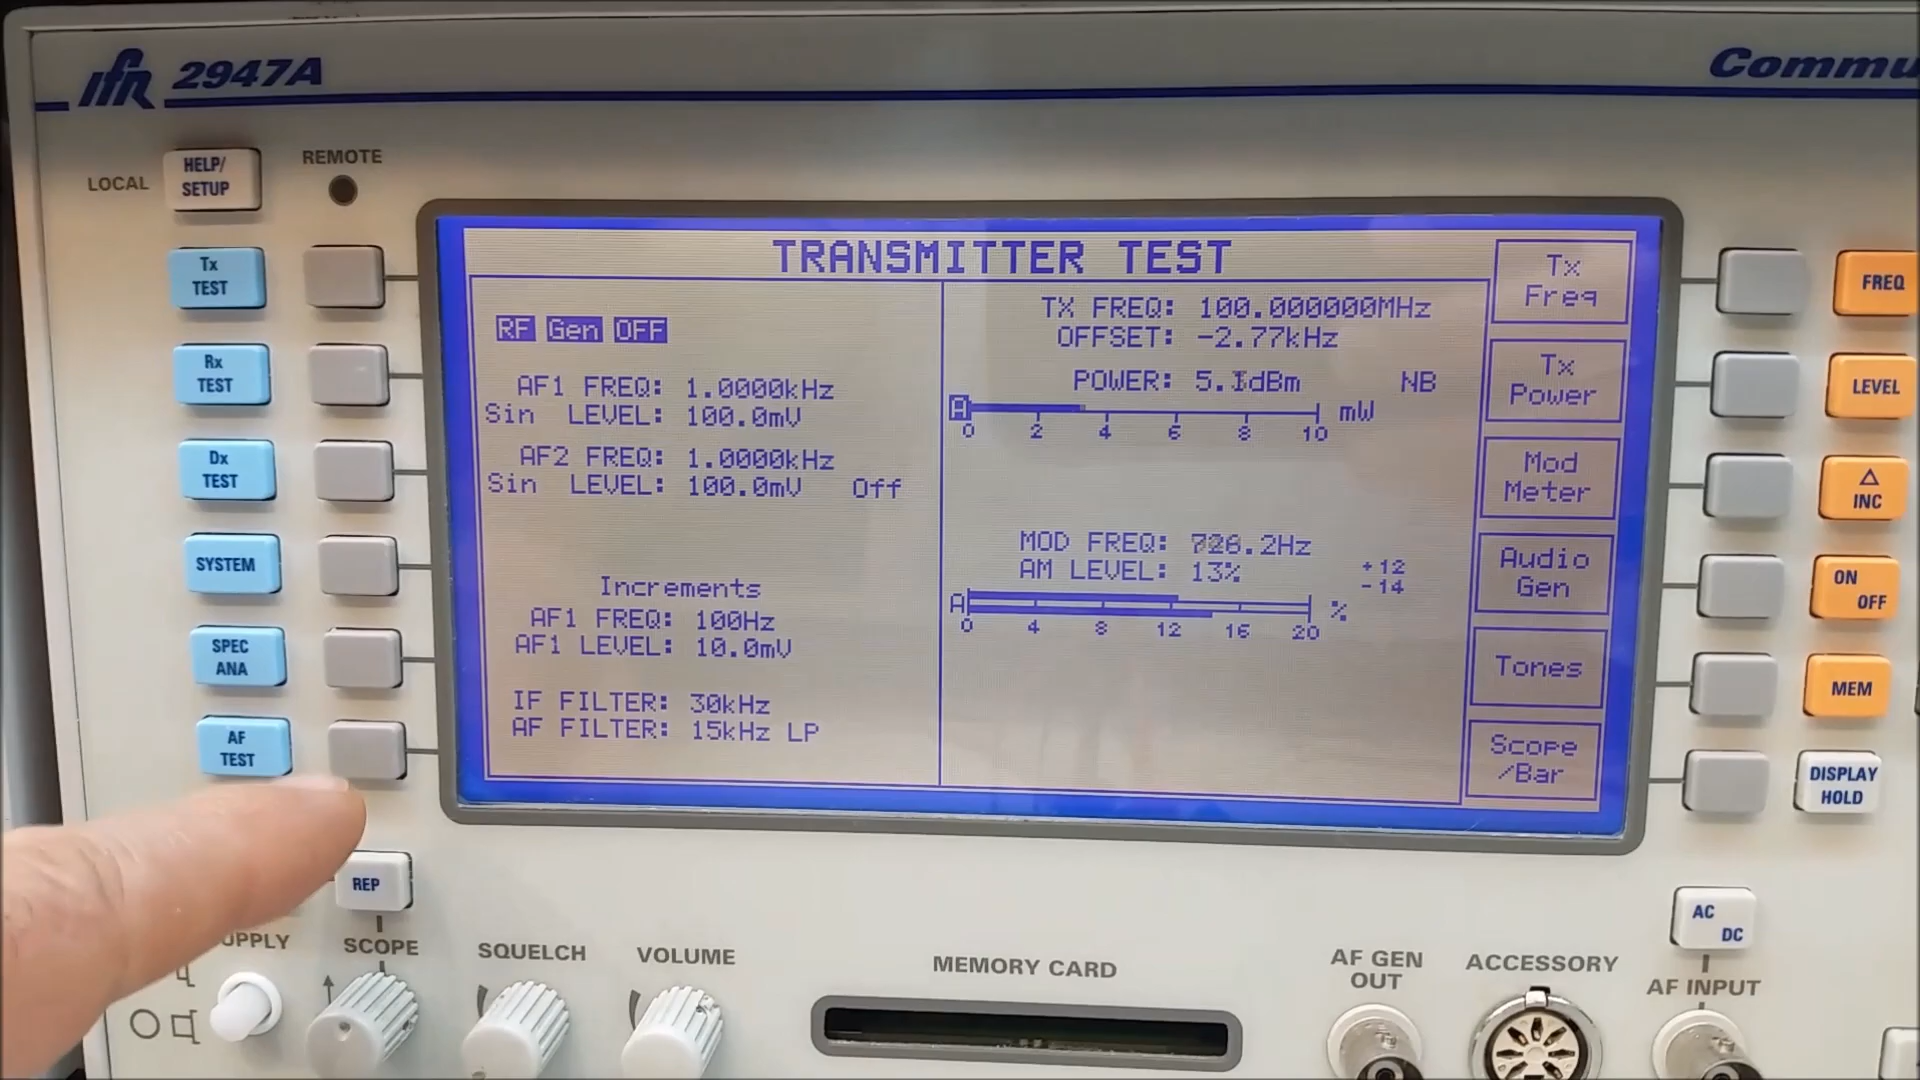 ifr 2947A
Commu
LOCAL
HELP/
SETUP
REMOTE
Tx
TEST
Rx
TEST
Dx
TEST
SYSTEM
SPEC
ANA
AF
TEST
TRANSMITTER TEST
RF Gen OFF
AF1 FREQ: 1.0000kHz
Sin LEVEL: 100.0mV
AF2 FREQ: 1.0000kHz
Sin LEVEL: 100.0mV Off
Increments
AF1 FREQ: 100Hz
AF1 LEVEL: 10.0mV
IF FILTER: 30kHz
AF FILTER: 15kHz LP
TX FREQ: 100.000000MHz
OFFSET: -2.77kHz
POWER: dBm NB
A
0 2 4 6 8 10 mW
MOD FREQ:
AM LEVEL: 13%
+12
-14
A
0 4 8 12 16 20 %
Tx
Freq
Tx
Power
Mod
Meter
Audio
Gen
Tones
Scope
/Bar
FREQ
LEVEL
△
INC
ON
OFF
MEM
DISPLAY
HOLD
REP
UPPLY
SCOPE
SQUELCH
VOLUME
MEMORY CARD
AF GEN
OUT
ACCESSORY
AC
DC
AF INPUT